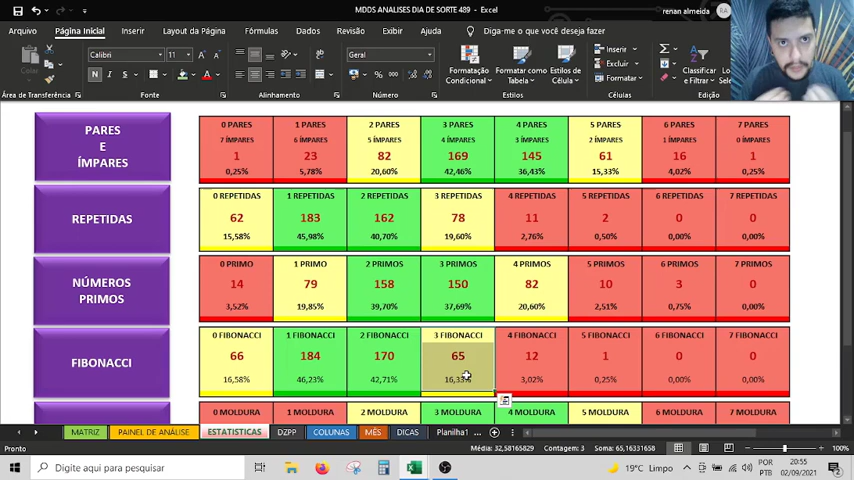 MDDS ANALISES DIA DE SORTE 489 - Excel
renan almeida
RA
Arquivo Página Inicial Inserir Layout da Página Fórmulas Dados Revisão Exibir Ajuda Diga-me o que você deseja fazer
Calibri 11 Geral
Inserir
Excluir
Formatar
Colar
N I S
Formatação Condicional
Formatar como Tabela
Estilos de Célula
Classificar e Filtrar
Área de Transferência Fonte Alinhamento Número Estilos Células Edição
PARES
E
ÍMPARES
0 PARES 1 PARES 2 PARES 3 PARES 4 PARES 5 PARES 6 PARES 7 PARES
7 ÍMPARES 6 ÍMPARES 5 ÍMPARES 4 ÍMPARES 3 ÍMPARES 2 ÍMPARES 1 ÍMPARES 0 ÍMPARES
1 23 82 169 145 61 16 1
0,25% 5,78% 20,60% 42,46% 36,43% 15,33% 4,02% 0,25%
REPETIDAS
0 REPETIDAS 1 REPETIDAS 2 REPETIDAS 3 REPETIDAS 4 REPETIDAS 5 REPETIDAS 6 REPETIDAS 7 REPETIDAS
62 183 162 78 11 2 0 0
15,58% 45,98% 40,70% 19,60% 2,76% 0,50% 0,00% 0,00%
NÚMEROS
PRIMOS
0 PRIMO 1 PRIMO 2 PRIMOS 3 PRIMOS 4 PRIMOS 5 PRIMOS 6 PRIMOS 7 PRIMOS
14 79 158 150 82 10 3 0
3,52% 19,85% 39,70% 37,69% 20,60% 2,51% 0,75% 0,00%
FIBONACCI
0 FIBONACCI 1 FIBONACCI 2 FIBONACCI 3 FIBONACCI 4 FIBONACCI 5 FIBONACCI 6 FIBONACCI 7 FIBONACCI
66 184 170 65 12 1 0 0
16,58% 46,23% 42,71% 16,33% 3,02% 0,25% 0,00% 0,00%
0 MOLDURA 1 MOLDURA 2 MOLDURA 3 MOLDURA 4 MOLDURA 5 MOLDURA 6 MOLDURA 7 MOLDURA
MATRIZ PAINEL DE ANÁLISE ESTATISTICAS DZPP COLUNAS MÊS DICAS Planilha1 ...
Pronto
Média: 32,58165829 Contagem: 3 Soma: 65,16331658
100%
Digite aqui para pesquisar
19°C Limpo
POR
PTB
20:55
02/09/2021